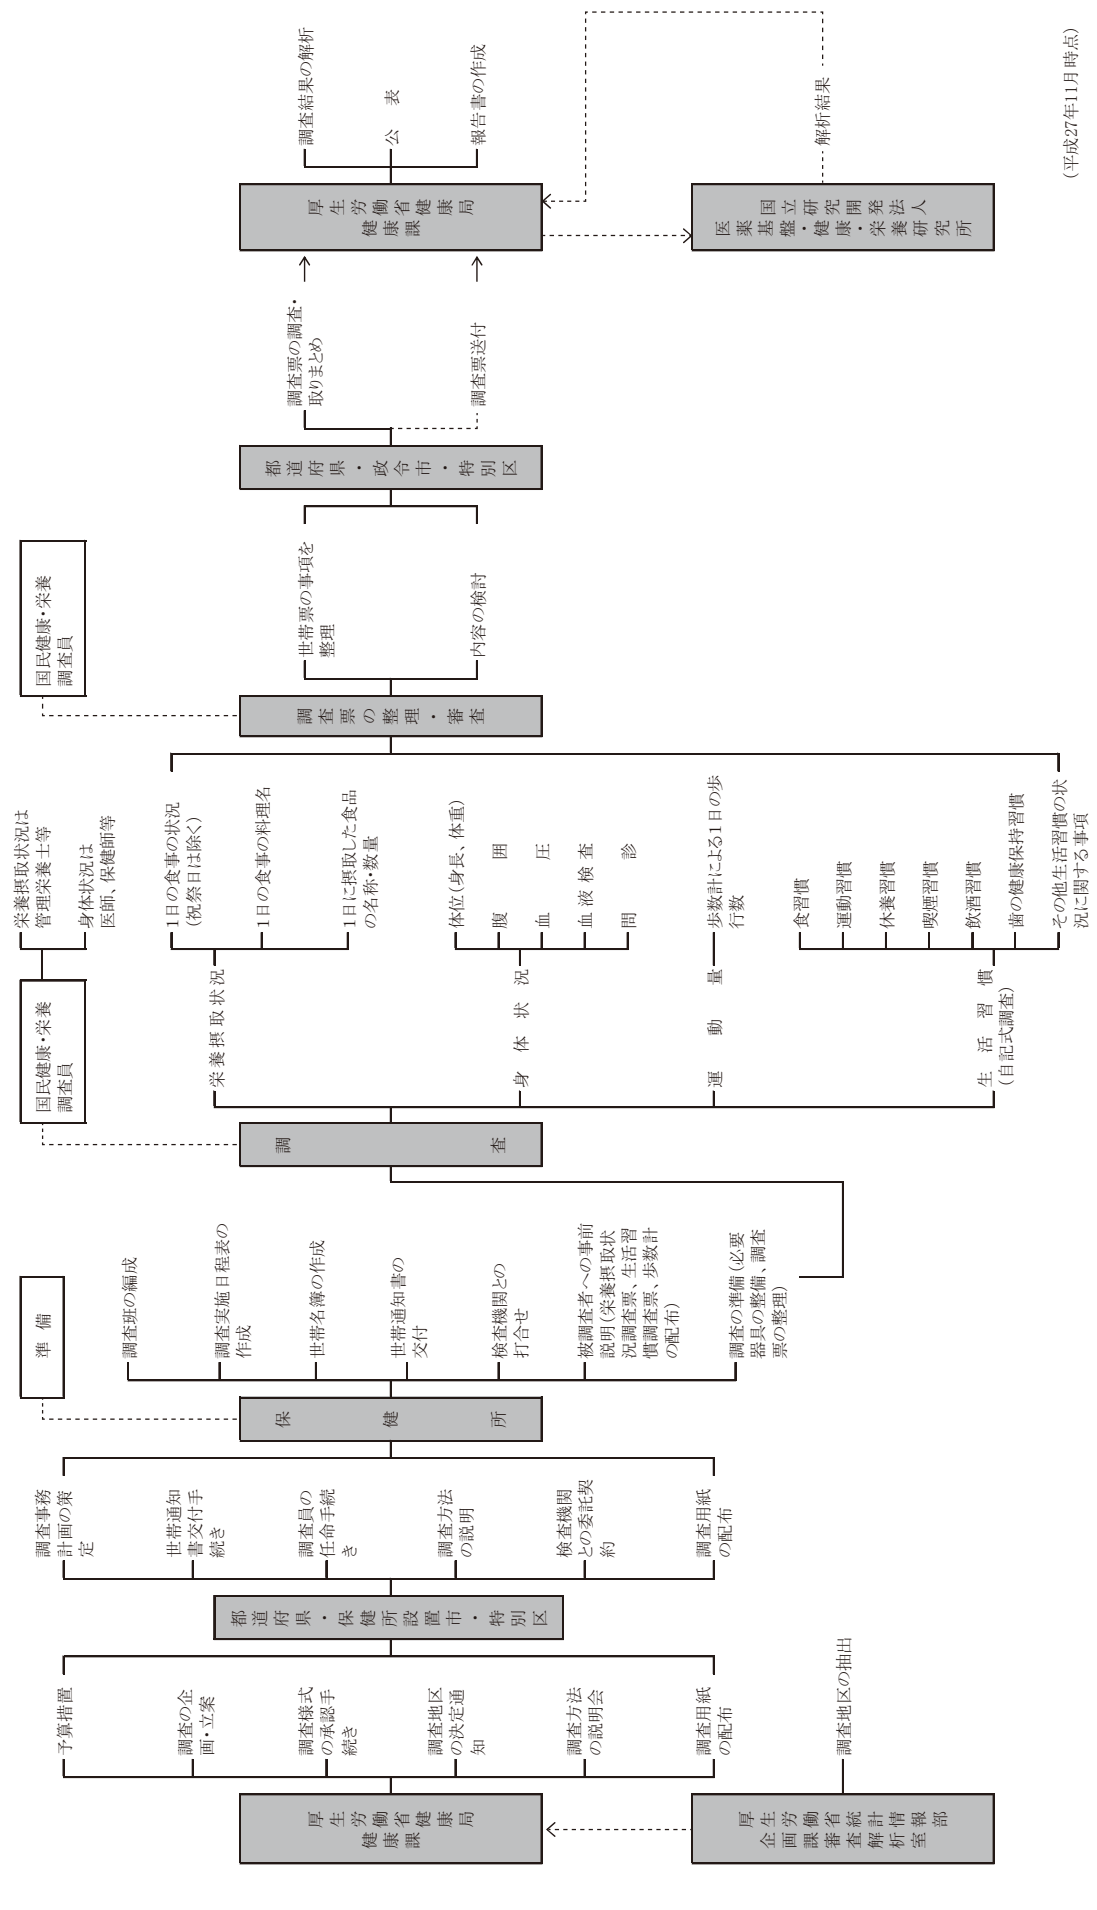 厚生労働省健康局
健康課
厚生労働省統計情報部
企画課審査解析室
予算措置
調査の企
画・立案
調査様式
の承認手
続き
調査地区
の決定通
知
調査方法
の説明会
調査用紙
の配布
調査地区の抽出
都道府県・保健所設置市・特別区
調査事務
計画の策
定
世帯通知
書交付手
続き
調査員の
任命手続
き
調査方法
の説明
検査機関
との委託契
約
調査用紙
の配布
準備
保健所
調査班の編成
調査実施日程表の
作成
世帯名簿の作成
世帯通知書の
交付
検査機関との
打合せ
被調査者への事前
説明(栄養摂取状
況調査票、生活習
慣調査票、歩数計
の配布)
調査の準備(必要
器具の整備、調査
票の整理)
国民健康・栄養
調査員
栄養摂取状況は
管理栄養士等
身体状況は
医師、保健師等
調査
栄養摂取状況
1日の食事の状況
(祝祭日は除く)
1日の食事の料理名
1日に摂取した食品
の名称・数量
身体状況
体位(身長、体重)
腹囲
血圧
血液検査
問診
運動量
歩数計による1日の歩
行数
生活習慣
(自記式調査)
食習慣
運動習慣
休養習慣
喫煙習慣
飲酒習慣
歯の健康保持習慣
その他生活習慣の状
況に関する事項
国民健康・栄養
調査員
調査票の整理・審査
世帯票の事項を
整理
内容の検討
都道府県・政令市・特別区
調査票の調査・
取りまとめ
調査票送付
厚生労働省健康局
健康課
調査結果の解析
公表
報告書の作成
国立研究開発法人
医薬基盤・健康・栄養研究所
解析結果
(平成27年11月時点)